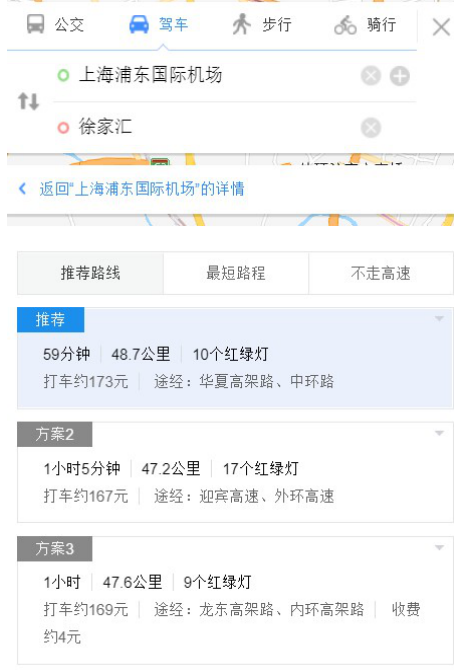 公交 驾车 步行 骑行
上海浦东国际机场
徐家汇
返回“上海浦东国际机场”的详情
推荐路线 最短路程 不走高速
推荐
59分钟 48.7公里 10个红绿灯
打车约173元 途经：华夏高架路、中环路
方案2
1小时5分钟 47.2公里 17个红绿灯
打车约167元 途经：迎宾高速、外环高速
方案3
1小时 47.6公里 9个红绿灯
打车约169元 途经：龙东高架路、内环高架路 收费
约4元